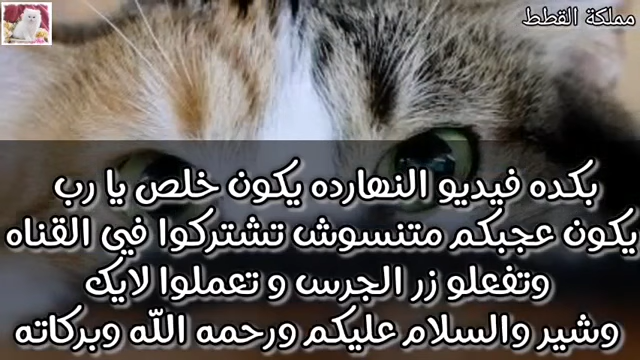 مملكة القطط
بكده فيديو النهارده يكون خلص يا رب
يكون عجبكم متنسوش تشتركوا في القناه
وتفعلو زر الجرس و تعملوا لايك
وشير والسلام عليكم ورحمه الله وبركاته